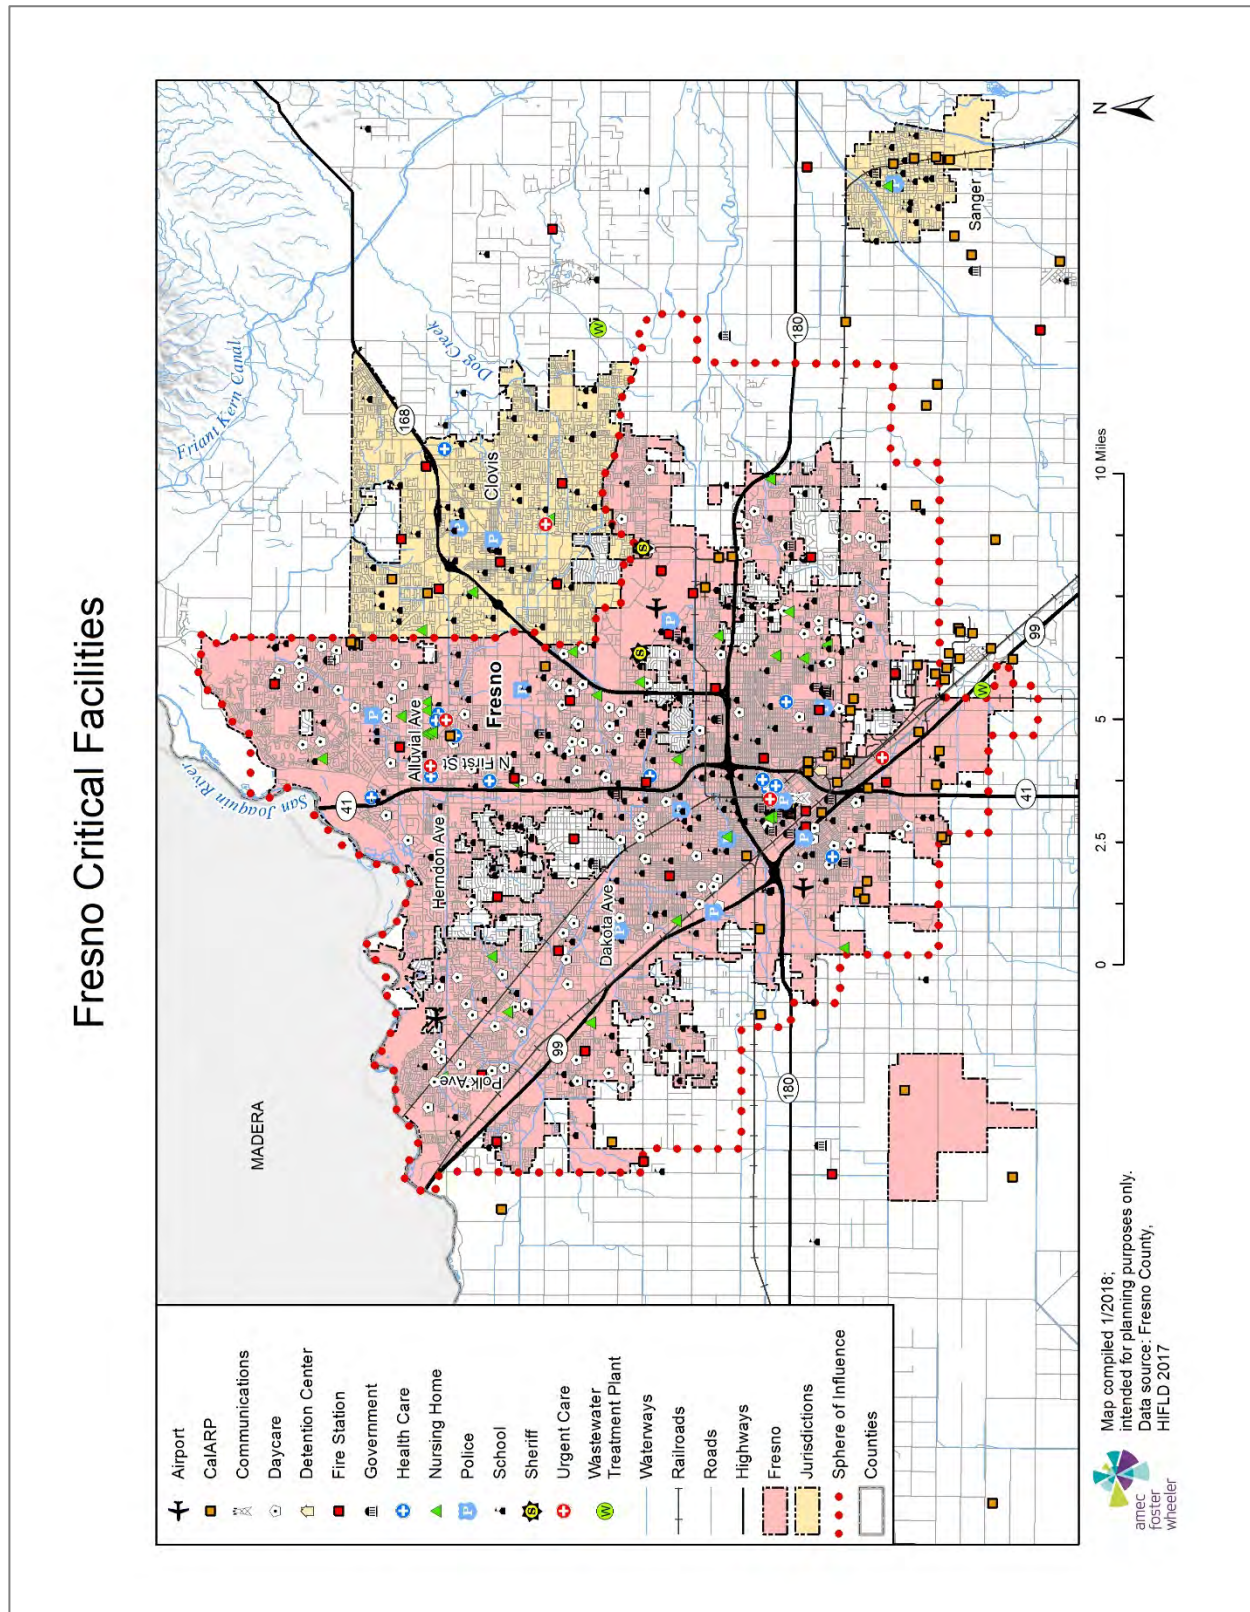 Fresno Critical Facilities
MADERA
San Joaquin River
Friant Kern Canal
Dog Creek
168
41
Alluvial Ave
Herndon Ave
N First St
Fresno
Clovis
Polk Ave
99
Dakota Ave
180
180
Sanger
99
41
Airport
CalARP
Communications
Daycare
Detention Center
Fire Station
Government
Health Care
Nursing Home
P
Police
School
S
Sheriff
Urgent Care
W
Wastewater
Treatment Plant
Waterways
Railroads
Roads
Highways
Fresno
Jurisdictions
Sphere of Influence
Counties
amec
foster
wheeler
Map compiled 1/2018;
intended for planning purposes only.
Data source: Fresno County,
HIFLD 2017
0
2.5
5
10 Miles
N